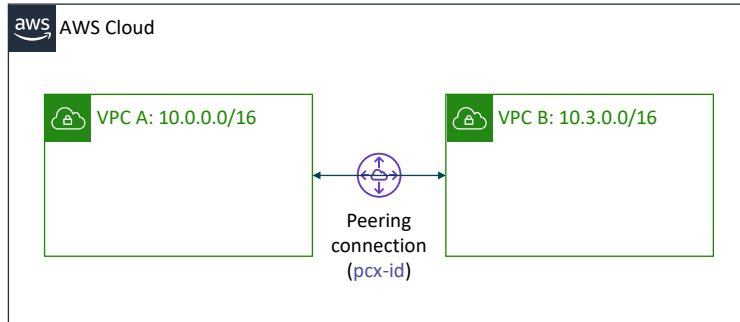 aws
AWS Cloud
VPC A: 10.0.0.0/16
VPC B: 10.3.0.0/16
Peering
connection
(pcx-id)